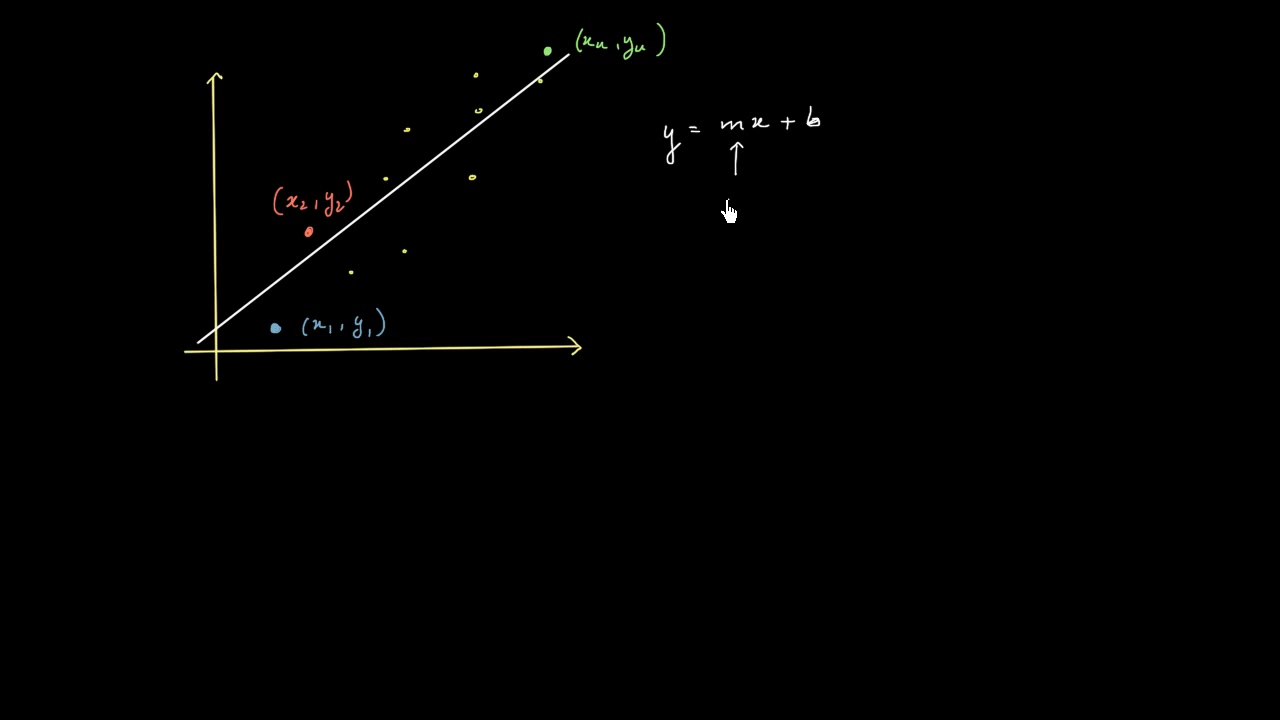 (xₙ, yₙ)
y = mx + b
(x₂, y₂)
(x₁, y₁)